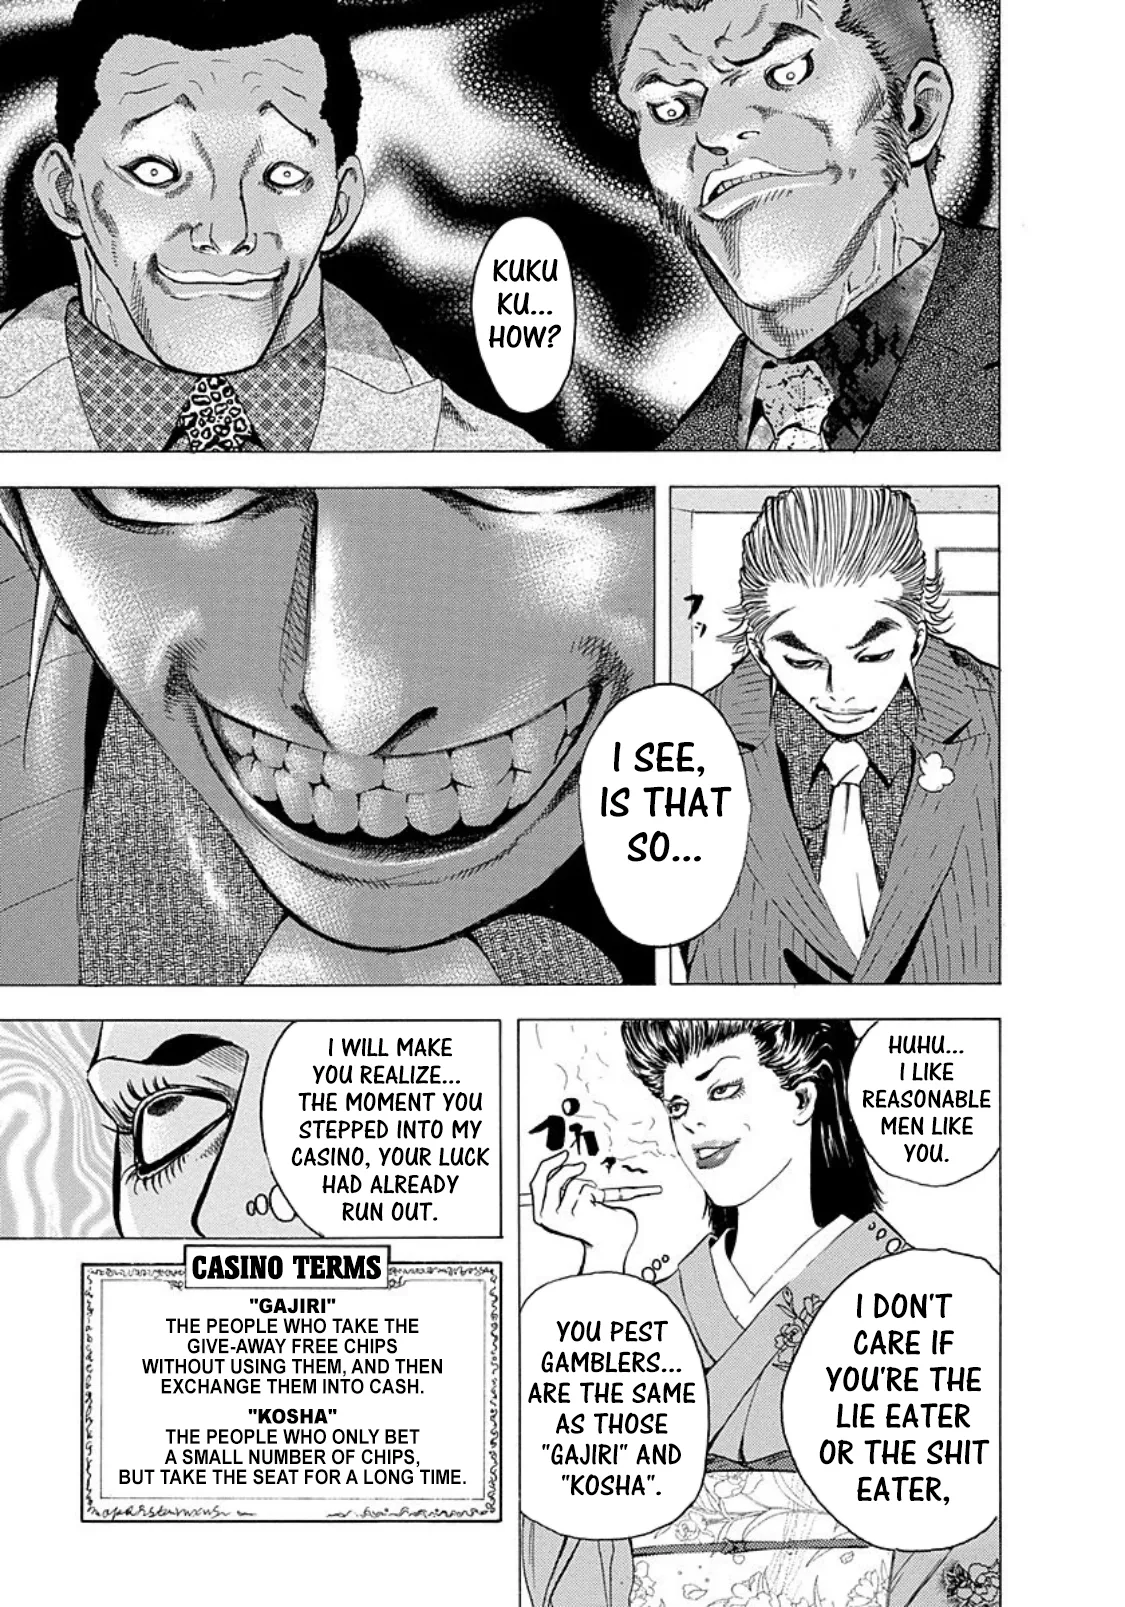 KUKU
KU...
HOW?
フッ
I SEE,
IS THAT
SO...
HUHU...
I LIKE
REASONABLE
MEN LIKE
YOU.
I DON'T
CARE IF
YOU'RE THE
LIE EATER
OR THE SHIT
EATER,
YOU PEST
GAMBLERS...
ARE THE SAME
AS THOSE
"GAJIRI" AND
"KOSHA".
I WILL MAKE
YOU REALIZE...
THE MOMENT YOU
STEPPED INTO MY
CASINO, YOUR LUCK
HAD ALREADY
RUN OUT.
CASINO TERMS
"GAJIRI"
THE PEOPLE WHO TAKE THE
GIVE-AWAY FREE CHIPS
WITHOUT USING THEM, AND THEN
EXCHANGE THEM INTO CASH.
"KOSHA"
THE PEOPLE WHO ONLY BET
A SMALL NUMBER OF CHIPS,
BUT TAKE THE SEAT FOR A LONG TIME.